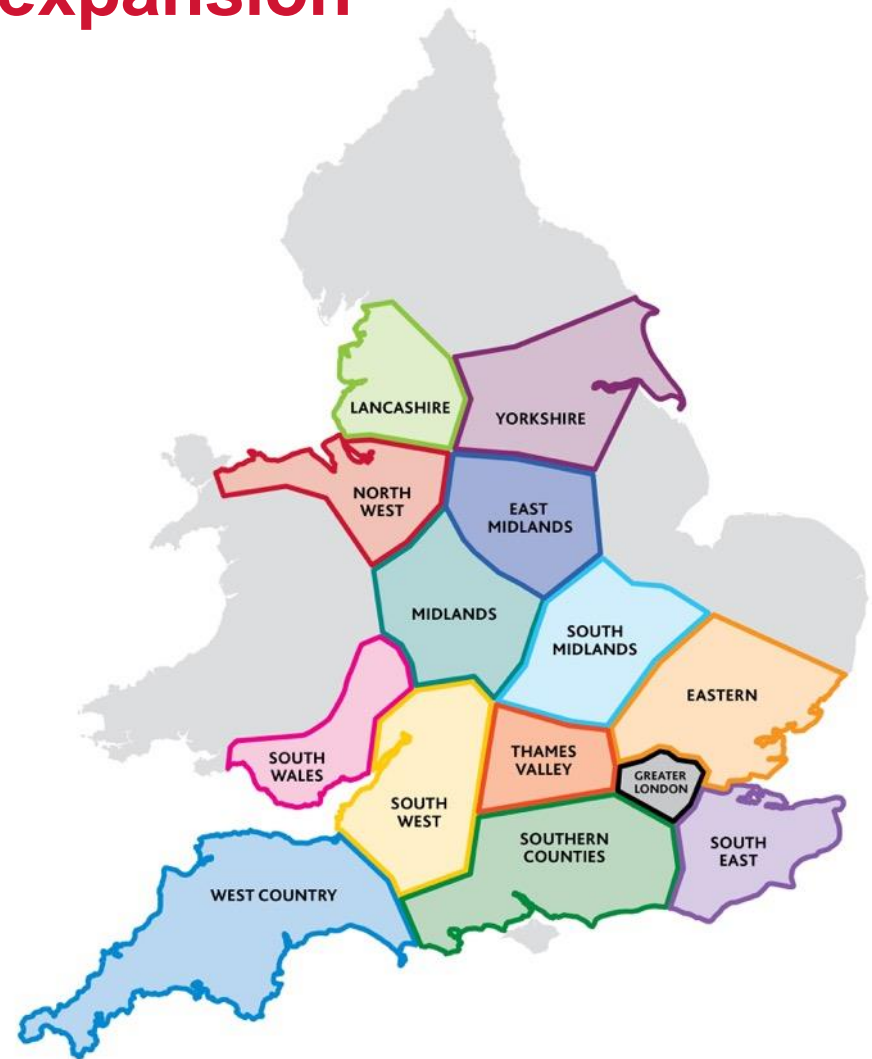 expansion
LANCASHIRE
YORKSHIRE
NORTH
WEST
EAST
MIDLANDS
MIDLANDS
SOUTH
MIDLANDS
EASTERN
SOUTH
WALES
THAMES
VALLEY
GREATER
LONDON
SOUTH
WEST
SOUTHERN
COUNTIES
SOUTH
EAST
WEST COUNTRY